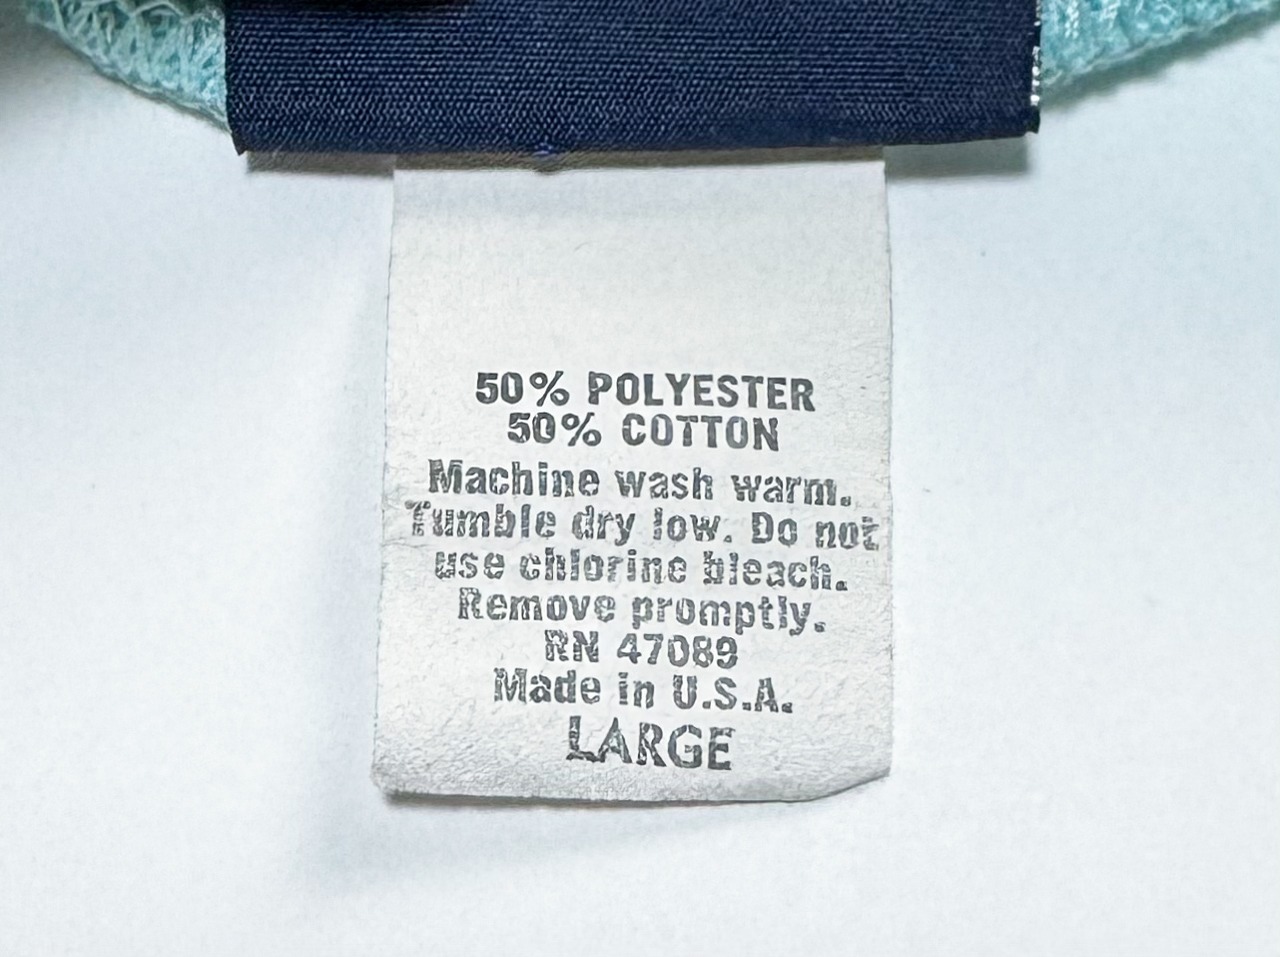 50% POLYESTER
50% COTTON
Machine wash warm.
Tumble dry low. Do not
use chlorine bleach.
Remove promptly.
RN 47089
Made in U.S.A.
LARGE